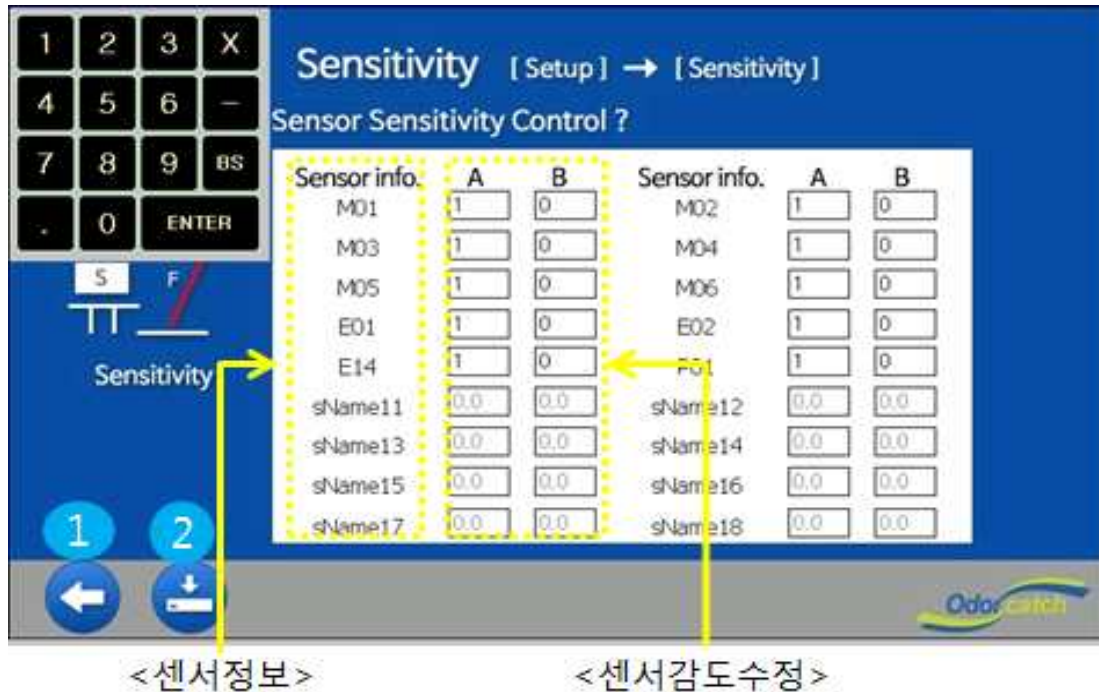 1 2 3 X
4 5 6 -
7 8 9 BS
. 0 ENTER
Sensitivity [ Setup ] → [ Sensitivity ]
Sensor Sensitivity Control ?
Sensor info. A B Sensor info. A B
M01 1 0 M02 1 0
M03 1 0 M04 1 0
M05 1 0 M06 1 0
E01 1 0 E02 1 0
E14 1 0 1 0
sName11 0.0 0.0 sName12 0.0 0.0
sName13 0.0 0.0 sName14 0.0 0.0
sName15 0.0 0.0 sName16 0.0 0.0
sName17 0.0 0.0 sName18 0.0 0.0
S F
Sensitivity
1 2
Odorcatch
<센서정보> <센서감도수정>